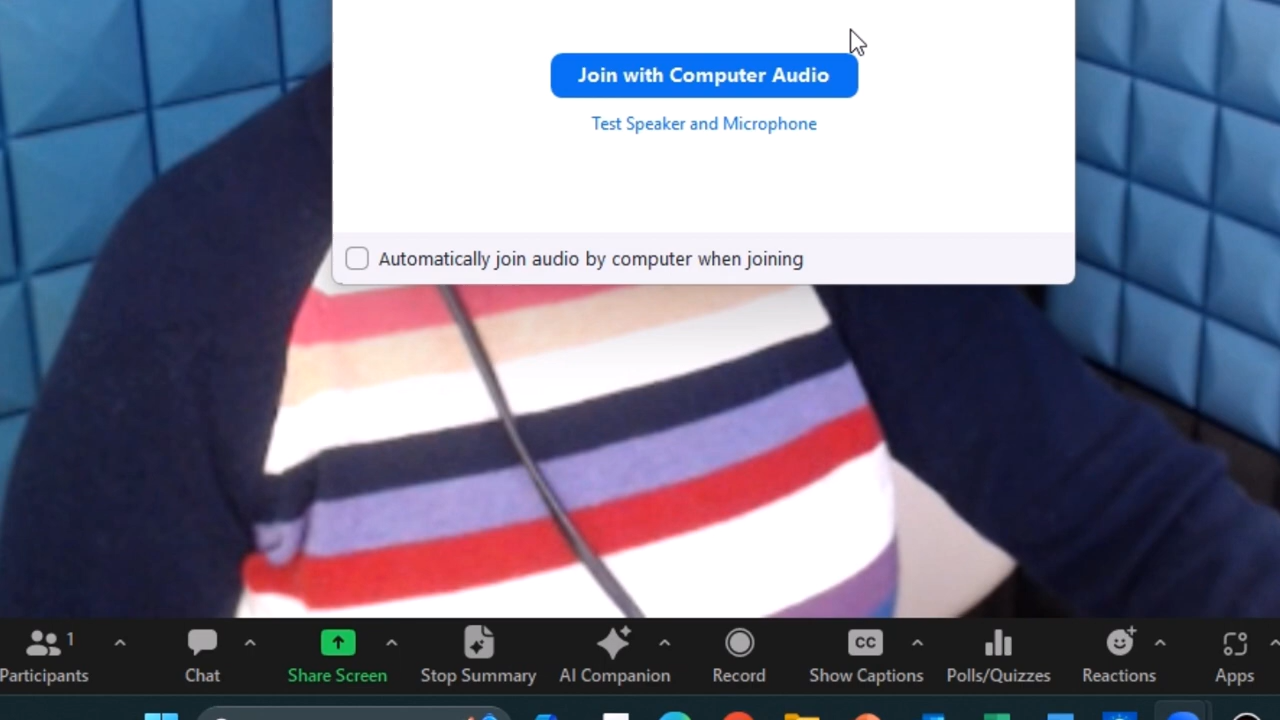 Join with Computer Audio
Test Speaker and Microphone
Automatically join audio by computer when joining
1
Participants
Chat
Share Screen
Stop Summary
AI Companion
Record
CC
Show Captions
Polls/Quizzes
Reactions
Apps